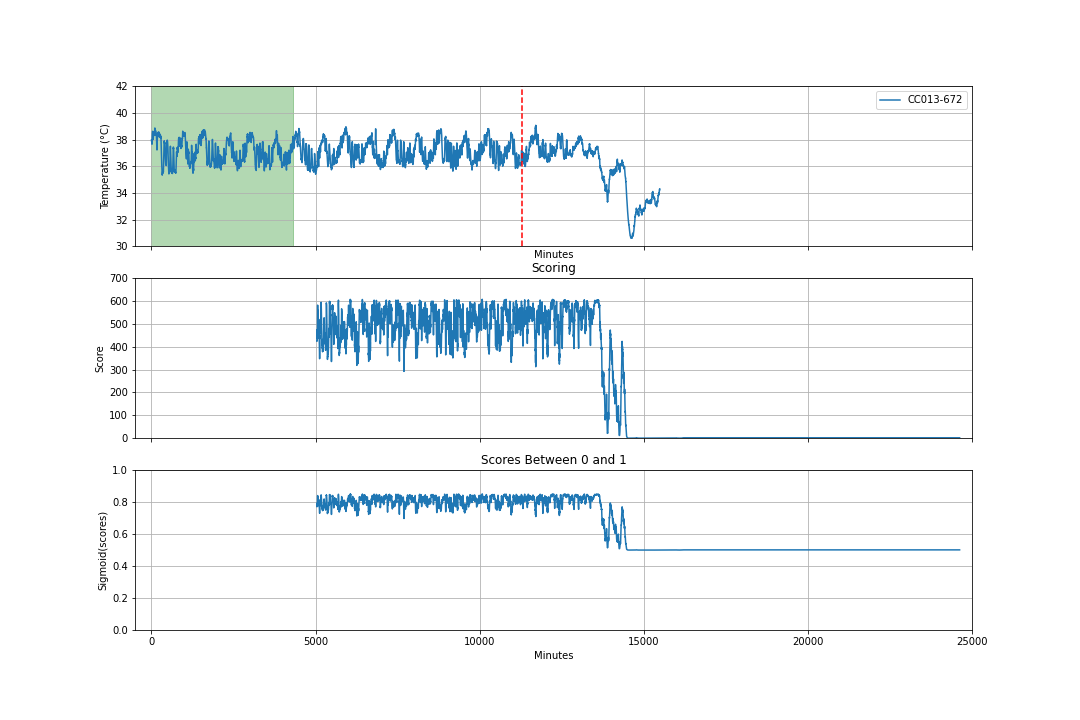 42
40
38
36
34
32
30
Temperature (°C)
CC013-672
Minutes
Scoring
700
600
500
400
300
200
100
0
Score
Scores Between 0 and 1
1.0
0.8
0.6
0.4
0.2
0.0
Sigmoid(scores)
0 5000 10000 15000 20000 25000
Minutes